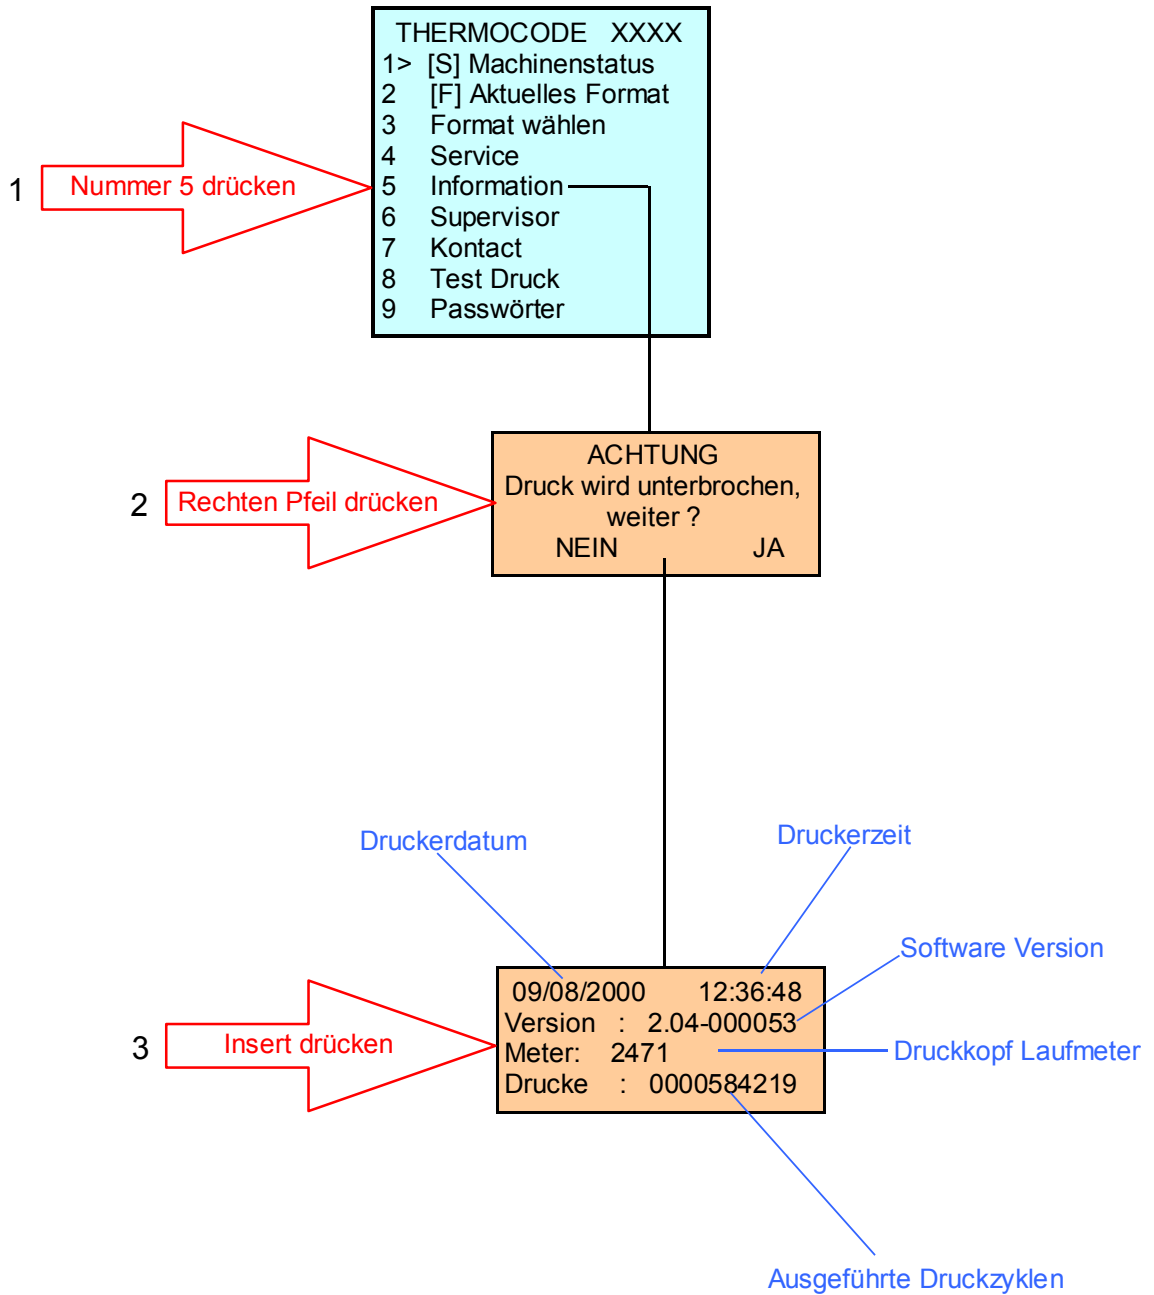 THERMOCODE XXXX
1> [S] Machinenstatus
2 [F] Aktuelles Format
3 Format wählen
4 Service
1 Nummer 5 drücken
5 Information
6 Supervisor
7 Kontact
8 Test Druck
9 Passwörter
2 Rechten Pfeil drücken
ACHTUNG
Druck wird unterbrochen,
weiter ?
NEIN JA
Druckerdatum
Druckerzeit
Software Version
3 Insert drücken
09/08/2000 12:36:48
Version : 2.04-000053
Meter: 2471
Drucke : 0000584219
Druckkopf Laufmeter
Ausgeführte Druckzyklen